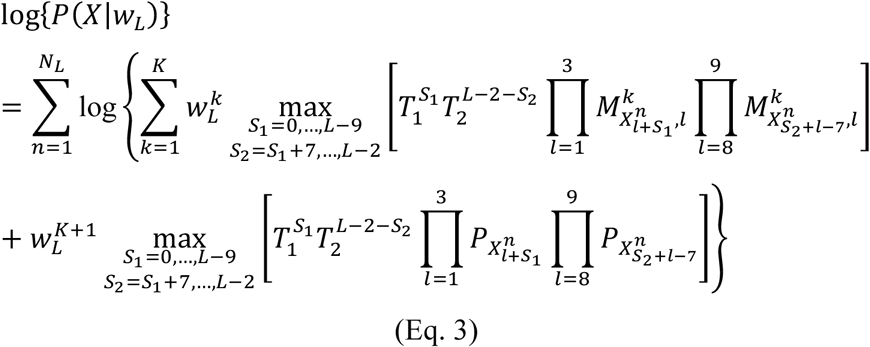 log{P(X|w_L)}
= \sum_{n=1}^{N_L} log { \sum_{k=1}^{K} w_L^k max_{S_1=0,…,L−9 S_2=S_1+7,…,L−2} [ T_1^{S_1} T_2^{L−2−S_2} \prod_{l=1}^{3} M^k_{X^n_{l+S_1},l} \prod_{l=8}^{9} M^k_{X^n_{S_2+l−7},l} ]
+ w_L^{K+1} max_{S_1=0,…,L−9 S_2=S_1+7,…,L−2} [ T_1^{S_1} T_2^{L−2−S_2} \prod_{l=1}^{3} P_{X^n_{l+S_1}} \prod_{l=8}^{9} P_{X^n_{S_2+l−7}} ] }
(Eq. 3)